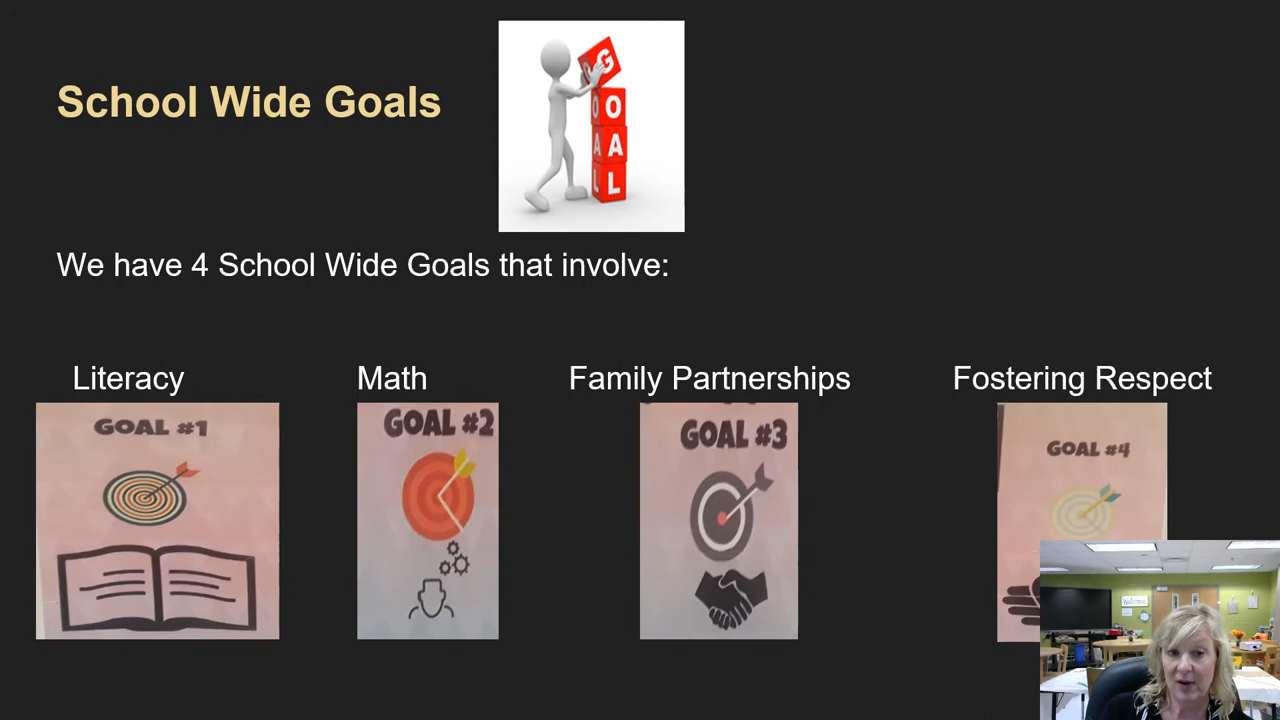 School Wide Goals
G
O O
A A
L L
We have 4 School Wide Goals that involve:
Literacy
Math
Family Partnerships
Fostering Respect
GOAL #1
GOAL #2
GOAL #3
GOAL #4
Welcome